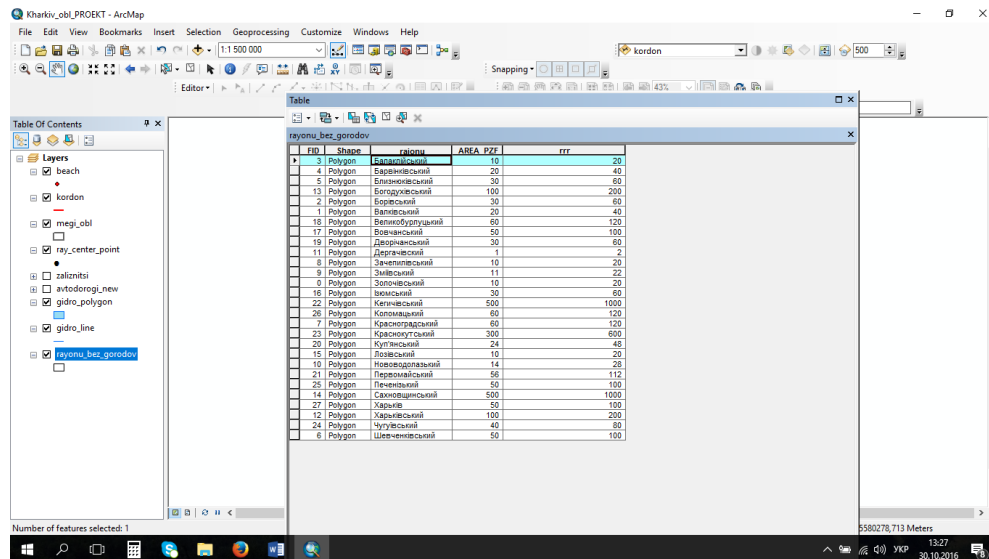 Kharkiv_obl_PROEKT - ArcMap
File Edit View Bookmarks Insert Selection Geoprocessing Customize Windows Help
1:1 500 000
kordon
500
Snapping
Editor
43%
Table
Table Of Contents
rayonu_bez_gorodov
Layers
beach
kordon
megi_obl
ray_center_point
zaliznitsi
avtodorogi_new
gidro_polygon
gidro_line
rayonu_bez_gorodov
FID Shape raionu AREA_PZF rrr
3 Polygon Балаклійський 10 20
4 Polygon Барвінківський 20 40
5 Polygon Близнюківський 30 60
13 Polygon Богодухівський 100 200
2 Polygon Борівський 30 60
1 Polygon Валківський 20 40
18 Polygon Великобурлуцький 60 120
17 Polygon Вовчанський 50 100
19 Polygon Дворічанський 30 60
11 Polygon Дергачівский 1 2
8 Polygon Зачепилівський 10 20
9 Polygon Зміївський 11 22
0 Polygon Золочівський 10 20
16 Polygon Ізюмський 30 60
22 Polygon Кегичівський 500 1000
26 Polygon Коломацький 60 120
7 Polygon Красноградський 60 120
23 Polygon Краснокутський 300 600
20 Polygon Куп'янський 24 48
15 Polygon Лозівський 10 20
10 Polygon Нововодолазький 14 28
21 Polygon Первомайський 56 112
25 Polygon Печенізький 50 100
14 Polygon Сахновщинський 500 1000
27 Polygon Харьків 50 100
12 Polygon Харьківський 100 200
24 Polygon Чугуївський 40 80
6 Polygon Шевченківський 50 100
Number of features selected: 1
5580278,713 Meters
УКР
13:27
30.10.2016